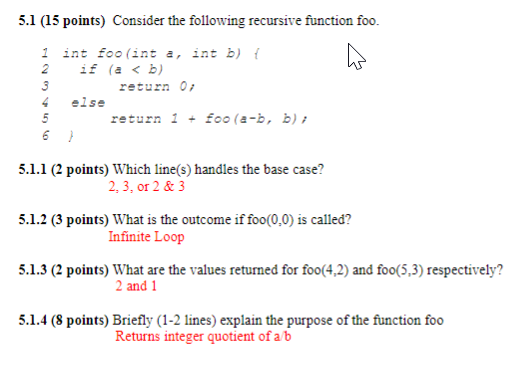 5.1 (15 points) Consider the following recursive function foo.
1 int foo(int a, int b) {
2 if (a < b)
3 return 0;
4 else
5 return 1 + foo(a-b, b);
6 }
5.1.1 (2 points) Which line(s) handles the base case?
2, 3, or 2 & 3
5.1.2 (3 points) What is the outcome if foo(0,0) is called?
Infinite Loop
5.1.3 (2 points) What are the values returned for foo(4,2) and foo(5,3) respectively?
2 and 1
5.1.4 (8 points) Briefly (1-2 lines) explain the purpose of the function foo
Returns integer quotient of a/b